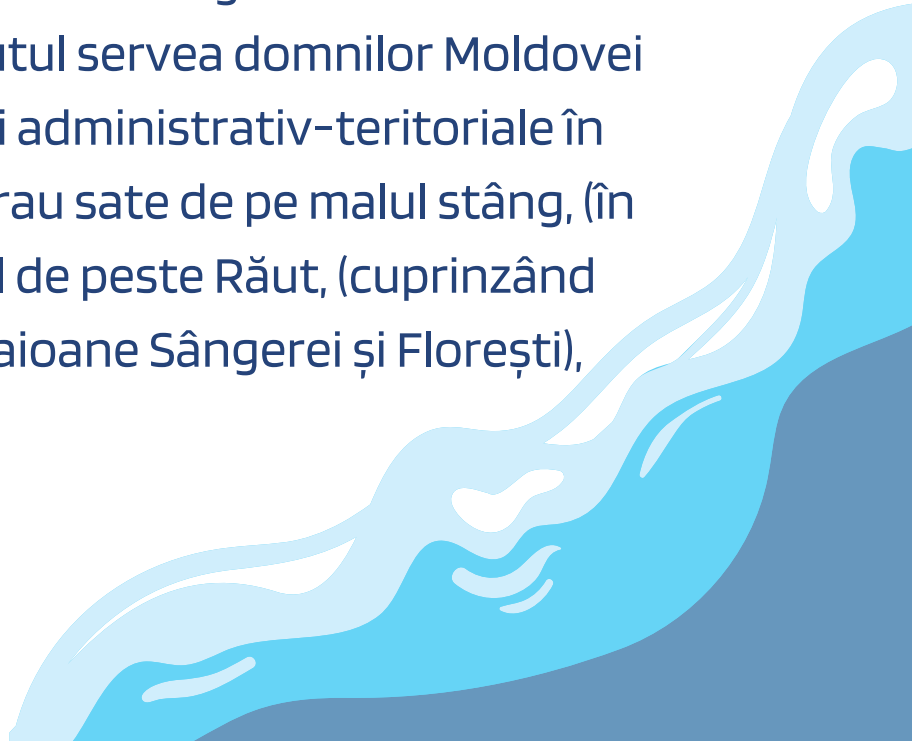 utul servea domnilor Moldovei
i administrativ-teritoriale în
rau sate de pe malul stâng, (în
l de peste Răut, (cuprinzând
aioane Sângerei și Florești),